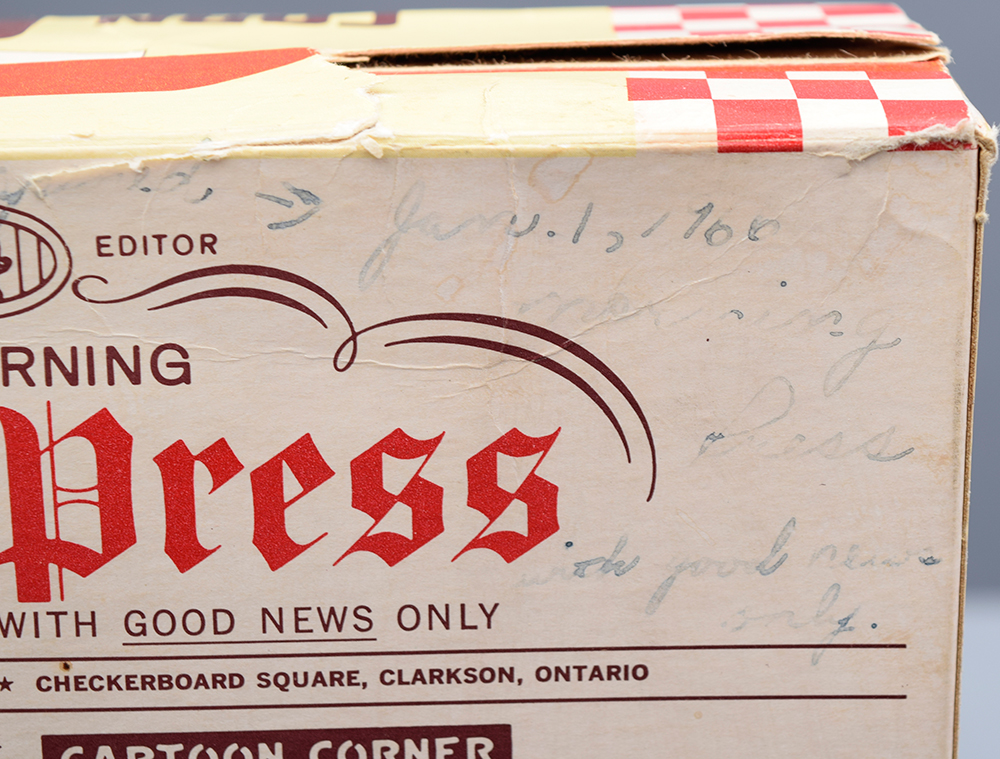 → Jan. 1,
EDITOR
morning
RNING
Press
Press
with good news
only.
WITH GOOD NEWS ONLY
★ CHECKERBOARD SQUARE, CLARKSON, ONTARIO
CARTOON CORNER